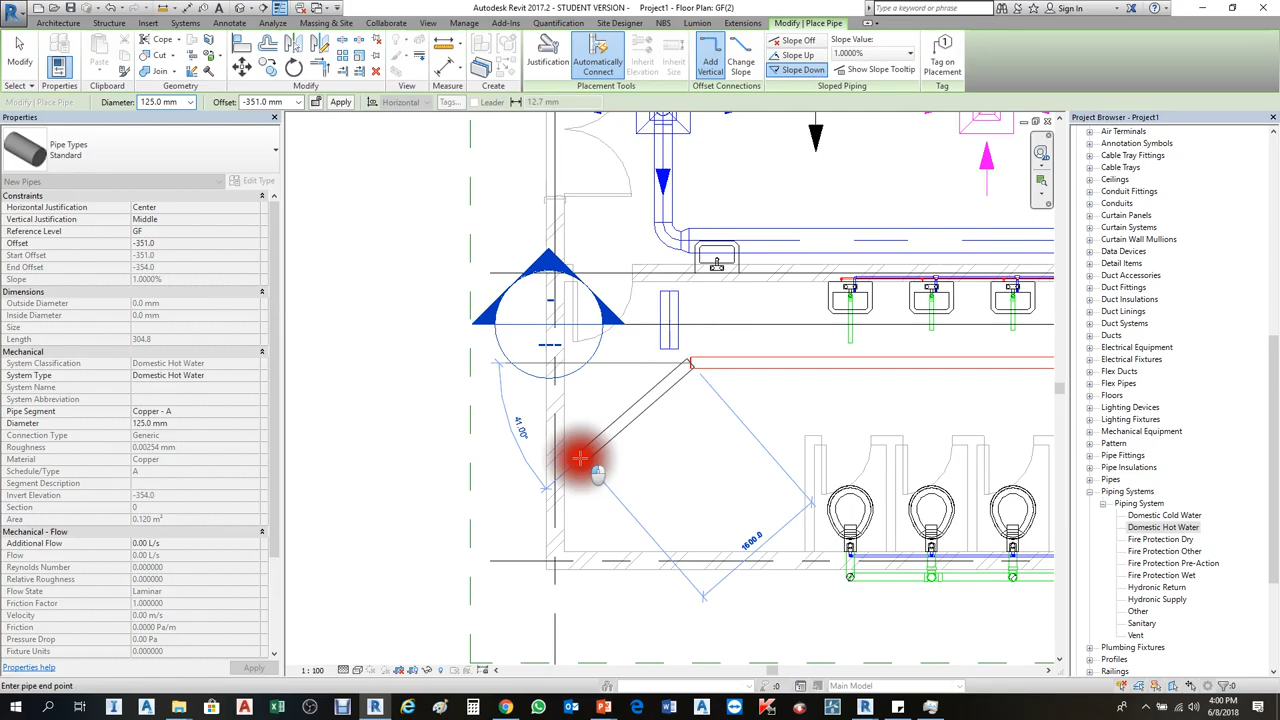 Autodesk Revit 2017.2 - STUDENT VERSION - Project1 - Floor Plan: GF(2)
Type a keyword or phrase
Sign In
Architecture Structure Insert Systems Annotate Analyze Massing & Site Collaborate View Manage Add-Ins Quantification Site Designer NBS Lumion Extensions Modify | Place Pipe
Modify
Cope
Cut
Join
Justification
Automatically Connect
Inherit Elevation
Inherit Size
Add Vertical
Change Slope
Slope Off
Slope Up
Slope Down
Slope Value:
1.0000%
Show Slope Tooltip
Tag on Placement
Select Properties Clipboard Geometry Modify View Measure Create Placement Tools Offset Connections Sloped Piping Tag
Modify | Place Pipe
Diameter: 125.0 mm Offset: -351.0 mm Apply Horizontal Tags... Leader 12.7 mm
Properties
Pipe Types
Standard
New Pipes Edit Type
Constraints
Horizontal Justification Center
Vertical Justification Middle
Reference Level GF
Offset -351.0
Start Offset -351.0
End Offset -354.0
Slope 1.0000%
Dimensions
Outside Diameter 0.0 mm
Inside Diameter 0.0 mm
Size
Length 304.8
Mechanical
System Classification Domestic Hot Water
System Type Domestic Hot Water
System Name
System Abbreviation
Pipe Segment Copper - A
Diameter 125.0 mm
Connection Type Generic
Roughness 0.00254 mm
Material Copper
Schedule/Type A
Segment Description
Invert Elevation -354.0
Section 0
Area 0.120 m²
Mechanical - Flow
Additional Flow 0.00 L/s
Flow 0.00 L/s
Reynolds Number 0.000000
Relative Roughness 0.000000
Flow State Laminar
Friction Factor 1.000000
Velocity 0.00 m/s
Friction 0.0000 Pa/m
Pressure Drop 0.00 Pa
Fixture Units 0.000000
Properties help Apply
41.00°
1600.0
1 : 100
Project Browser - Project1
Air Terminals
Annotation Symbols
Cable Tray Fittings
Cable Trays
Ceilings
Conduit Fittings
Conduits
Curtain Panels
Curtain Systems
Curtain Wall Mullions
Data Devices
Detail Items
Duct Accessories
Duct Fittings
Duct Insulations
Duct Linings
Duct Systems
Ducts
Electrical Equipment
Electrical Fixtures
Flex Ducts
Flex Pipes
Floors
Lighting Devices
Lighting Fixtures
Mechanical Equipment
Pattern
Pipe Fittings
Pipe Insulations
Pipes
Piping Systems
Piping System
Domestic Cold Water
Domestic Hot Water
Fire Protection Dry
Fire Protection Other
Fire Protection Pre-Action
Fire Protection Wet
Hydronic Return
Hydronic Supply
Other
Sanitary
Vent
Plumbing Fixtures
Profiles
Railings
Enter pipe end point
:0
Main Model
:0
4:00 PM
6/8/2018